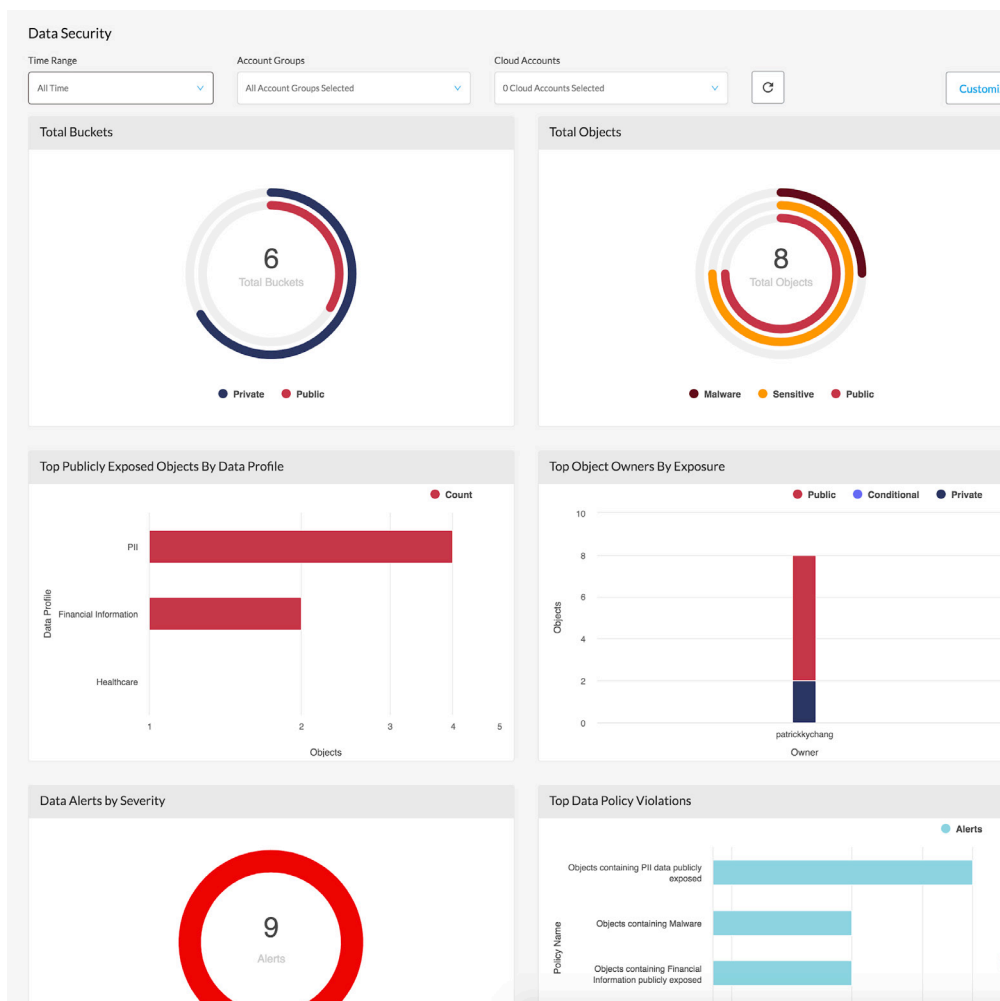 Data Security
Time Range
Account Groups
Cloud Accounts
All Time
All Account Groups Selected
0 Cloud Accounts Selected
Customi
Total Buckets
6
Total Buckets
Private
Public
Total Objects
8
Total Objects
Malware
Sensitive
Public
Top Publicly Exposed Objects By Data Profile
Count
Data Profile
PII
Financial Information
Healthcare
1
2
3
4
5
Objects
Top Object Owners By Exposure
Public
Conditional
Private
10
8
6
4
2
0
Objects
patrickkychang
Owner
Data Alerts by Severity
9
Alerts
Top Data Policy Violations
Alerts
Policy Name
Objects containing PII data publicly
exposed
Objects containing Malware
Objects containing Financial
Information publicly exposed